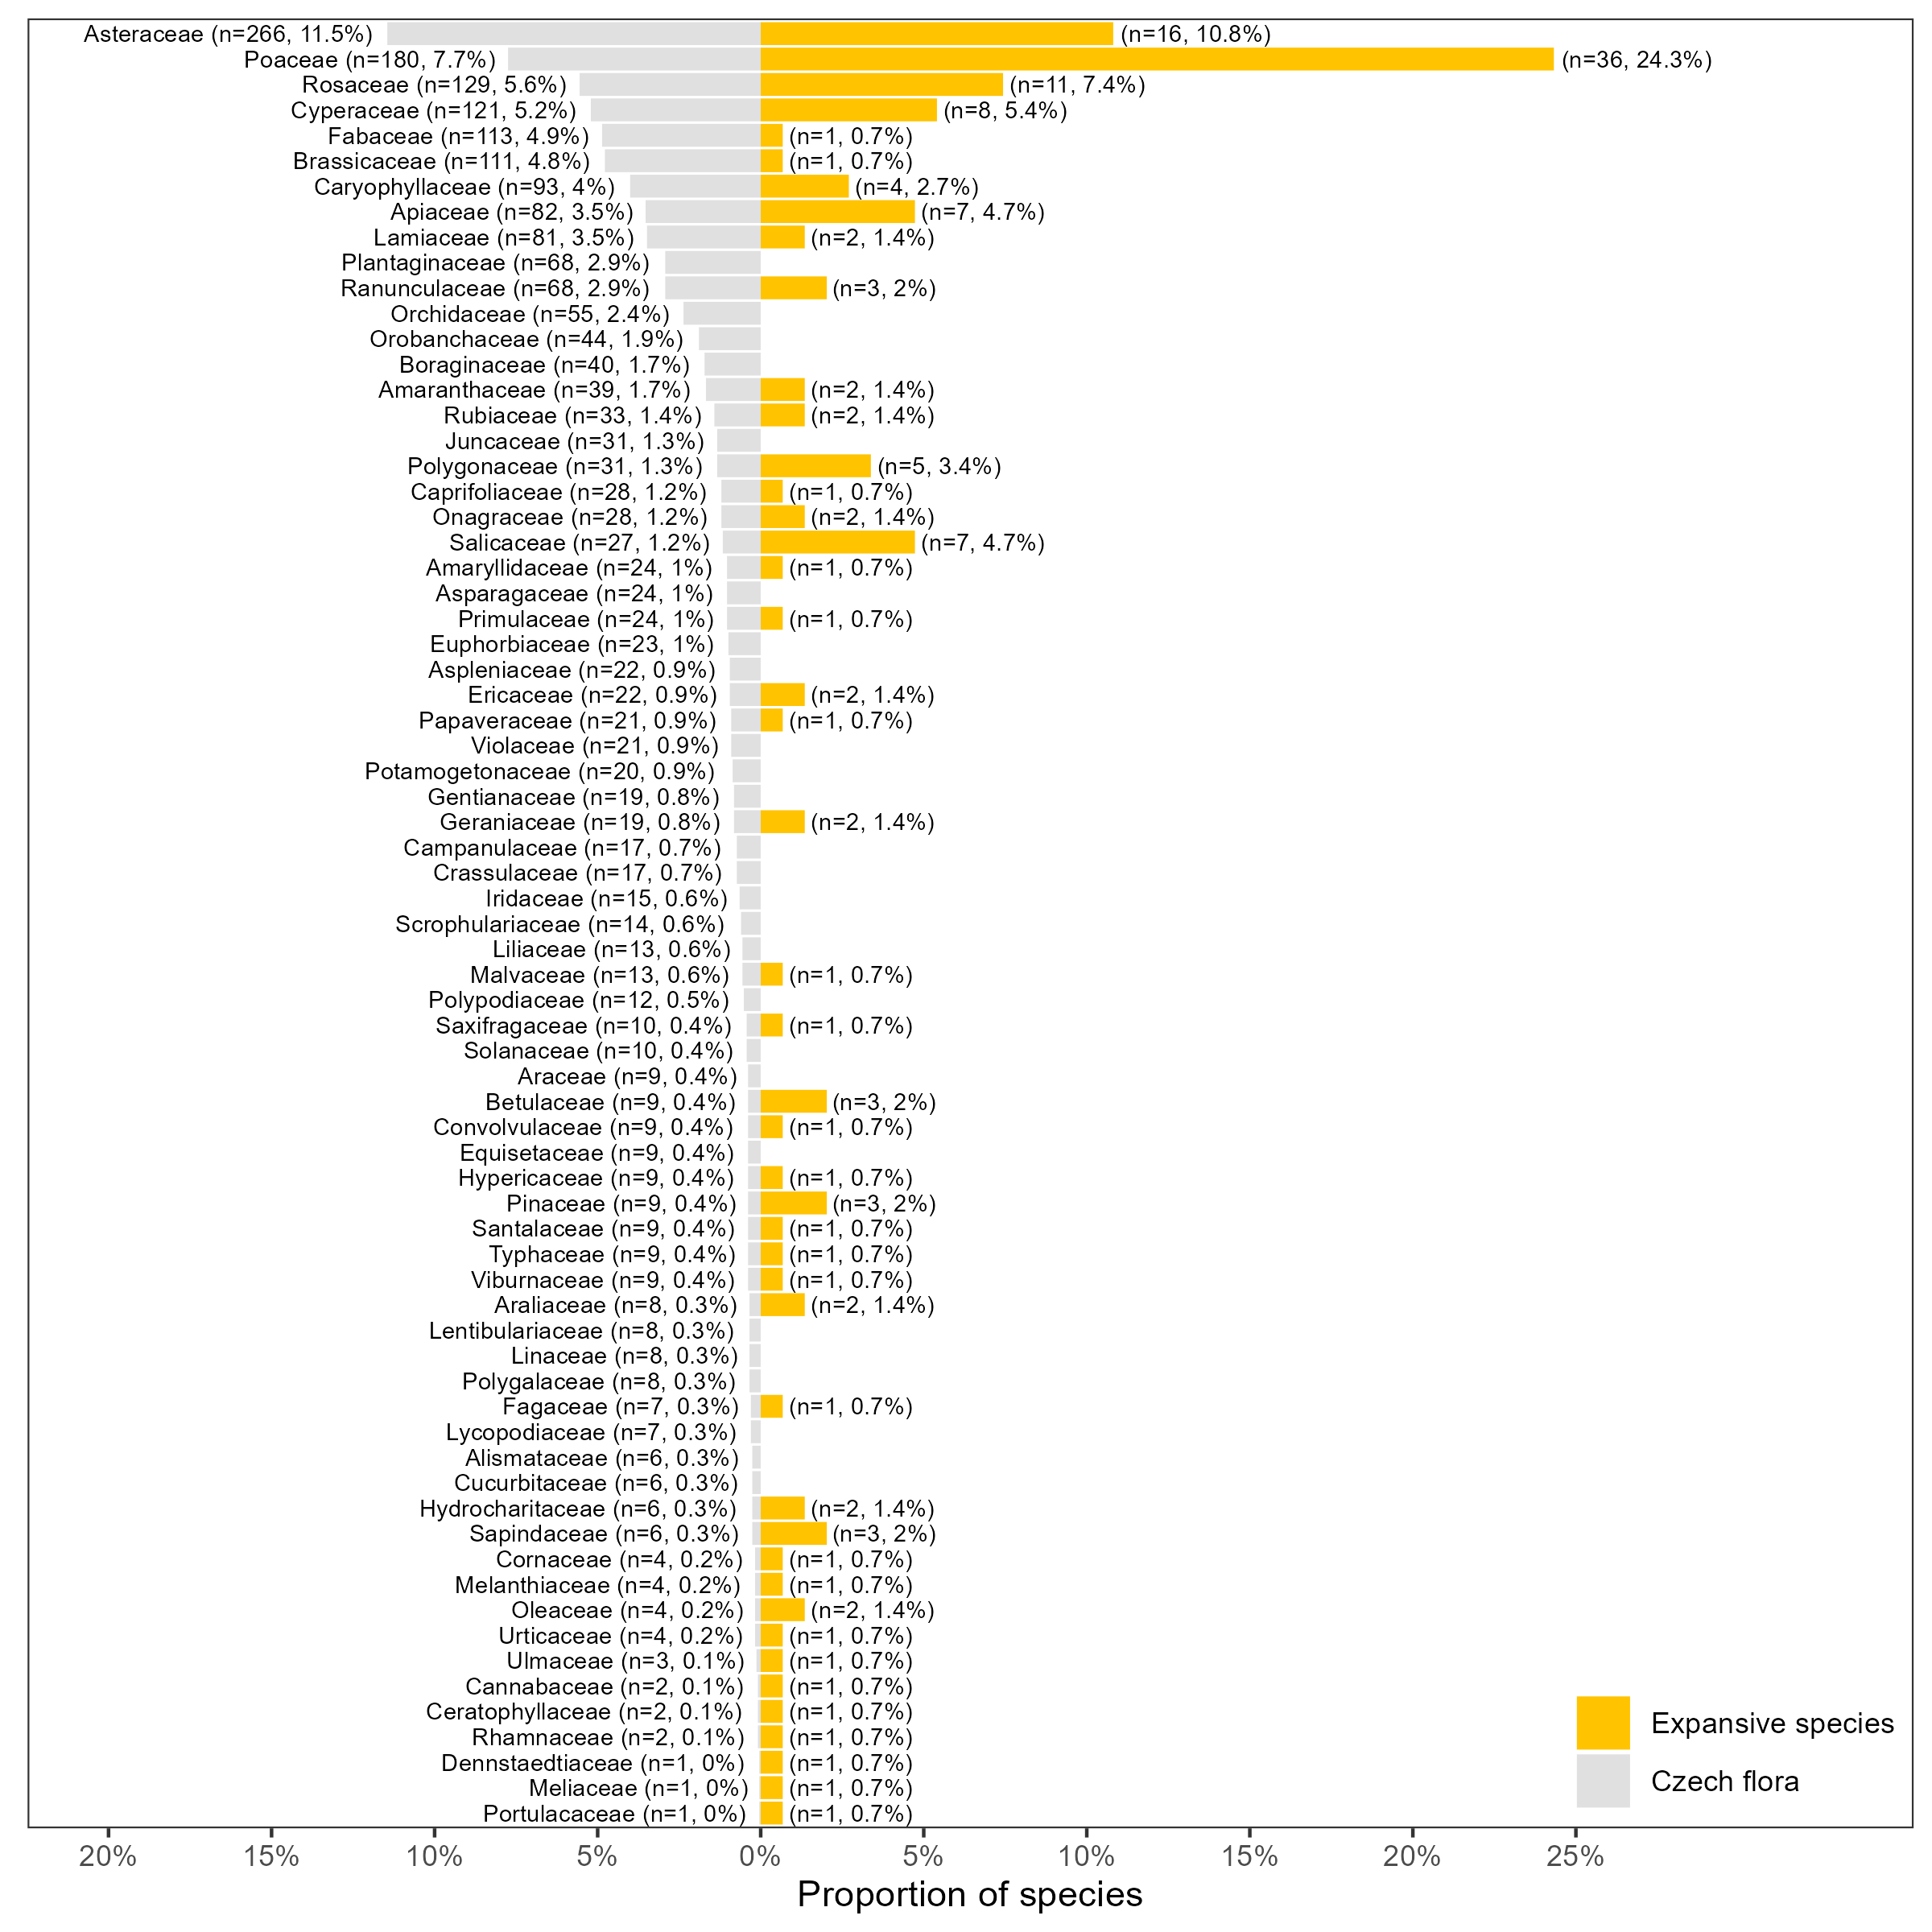 Asteraceae (n=266, 11.5%) (n=16, 10.8%)
Poaceae (n=180, 7.7%) (n=36, 24.3%)
Rosaceae (n=129, 5.6%) (n=11, 7.4%)
Cyperaceae (n=121, 5.2%) (n=8, 5.4%)
Fabaceae (n=113, 4.9%) (n=1, 0.7%)
Brassicaceae (n=111, 4.8%) (n=1, 0.7%)
Caryophyllaceae (n=93, 4%) (n=4, 2.7%)
Apiaceae (n=82, 3.5%) (n=7, 4.7%)
Lamiaceae (n=81, 3.5%) (n=2, 1.4%)
Plantaginaceae (n=68, 2.9%)
Ranunculaceae (n=68, 2.9%) (n=3, 2%)
Orchidaceae (n=55, 2.4%)
Orobanchaceae (n=44, 1.9%)
Boraginaceae (n=40, 1.7%)
Amaranthaceae (n=39, 1.7%) (n=2, 1.4%)
Rubiaceae (n=33, 1.4%) (n=2, 1.4%)
Juncaceae (n=31, 1.3%)
Polygonaceae (n=31, 1.3%) (n=5, 3.4%)
Caprifoliaceae (n=28, 1.2%) (n=1, 0.7%)
Onagraceae (n=28, 1.2%) (n=2, 1.4%)
Salicaceae (n=27, 1.2%) (n=7, 4.7%)
Amaryllidaceae (n=24, 1%) (n=1, 0.7%)
Asparagaceae (n=24, 1%)
Primulaceae (n=24, 1%) (n=1, 0.7%)
Euphorbiaceae (n=23, 1%)
Aspleniaceae (n=22, 0.9%)
Ericaceae (n=22, 0.9%) (n=2, 1.4%)
Papaveraceae (n=21, 0.9%) (n=1, 0.7%)
Violaceae (n=21, 0.9%)
Potamogetonaceae (n=20, 0.9%)
Gentianaceae (n=19, 0.8%)
Geraniaceae (n=19, 0.8%) (n=2, 1.4%)
Campanulaceae (n=17, 0.7%)
Crassulaceae (n=17, 0.7%)
Iridaceae (n=15, 0.6%)
Scrophulariaceae (n=14, 0.6%)
Liliaceae (n=13, 0.6%)
Malvaceae (n=13, 0.6%) (n=1, 0.7%)
Polypodiaceae (n=12, 0.5%)
Saxifragaceae (n=10, 0.4%) (n=1, 0.7%)
Solanaceae (n=10, 0.4%)
Araceae (n=9, 0.4%)
Betulaceae (n=9, 0.4%) (n=3, 2%)
Convolvulaceae (n=9, 0.4%) (n=1, 0.7%)
Equisetaceae (n=9, 0.4%)
Hypericaceae (n=9, 0.4%) (n=1, 0.7%)
Pinaceae (n=9, 0.4%) (n=3, 2%)
Santalaceae (n=9, 0.4%) (n=1, 0.7%)
Typhaceae (n=9, 0.4%) (n=1, 0.7%)
Viburnaceae (n=9, 0.4%) (n=1, 0.7%)
Araliaceae (n=8, 0.3%) (n=2, 1.4%)
Lentibulariaceae (n=8, 0.3%)
Linaceae (n=8, 0.3%)
Polygalaceae (n=8, 0.3%)
Fagaceae (n=7, 0.3%) (n=1, 0.7%)
Lycopodiaceae (n=7, 0.3%)
Alismataceae (n=6, 0.3%)
Cucurbitaceae (n=6, 0.3%)
Hydrocharitaceae (n=6, 0.3%) (n=2, 1.4%)
Sapindaceae (n=6, 0.3%) (n=3, 2%)
Cornaceae (n=4, 0.2%) (n=1, 0.7%)
Melanthiaceae (n=4, 0.2%) (n=1, 0.7%)
Oleaceae (n=4, 0.2%) (n=2, 1.4%)
Urticaceae (n=4, 0.2%) (n=1, 0.7%)
Ulmaceae (n=3, 0.1%) (n=1, 0.7%)
Cannabaceae (n=2, 0.1%) (n=1, 0.7%)
Ceratophyllaceae (n=2, 0.1%) (n=1, 0.7%)
Rhamnaceae (n=2, 0.1%) (n=1, 0.7%)
Dennstaedtiaceae (n=1, 0%) (n=1, 0.7%)
Meliaceae (n=1, 0%) (n=1, 0.7%)
Portulacaceae (n=1, 0%) (n=1, 0.7%)
Expansive species
Czech flora
20% 15% 10% 5% 0% 5% 10% 15% 20% 25%
Proportion of species